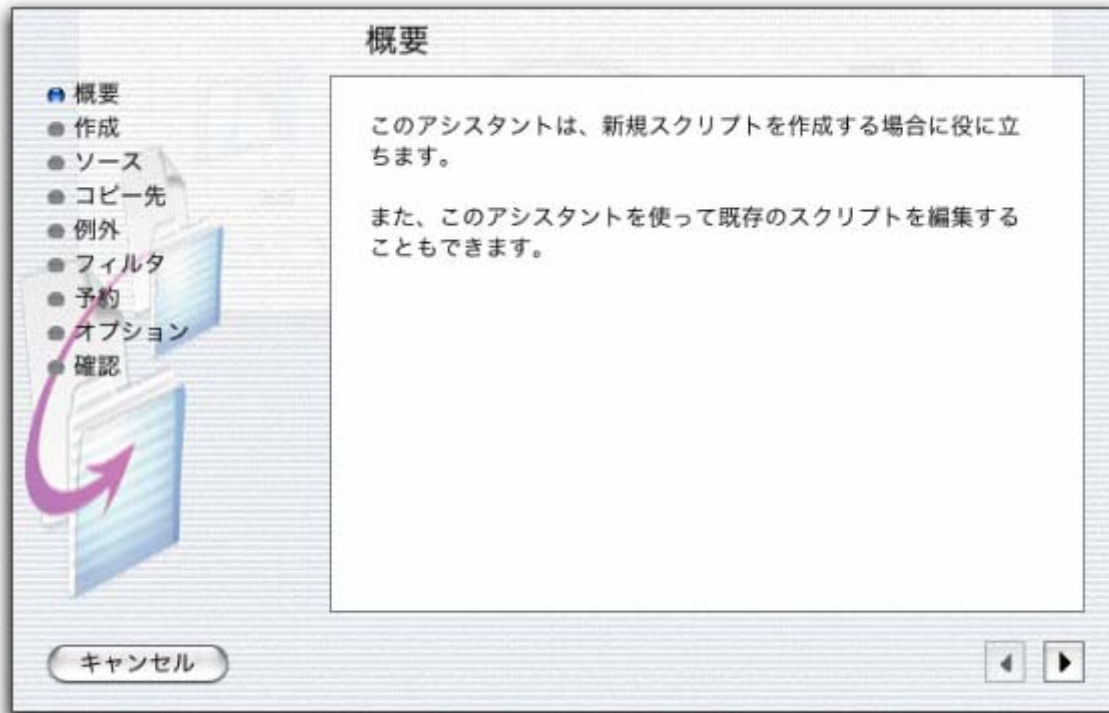 概要
概要
作成
ソース
コピー先
例外
フィルタ
予約
オプション
確認
このアシスタントは、新規スクリプトを作成する場合に役に立
ちます。
また、このアシスタントを使って既存のスクリプトを編集する
こともできます。
キャンセル